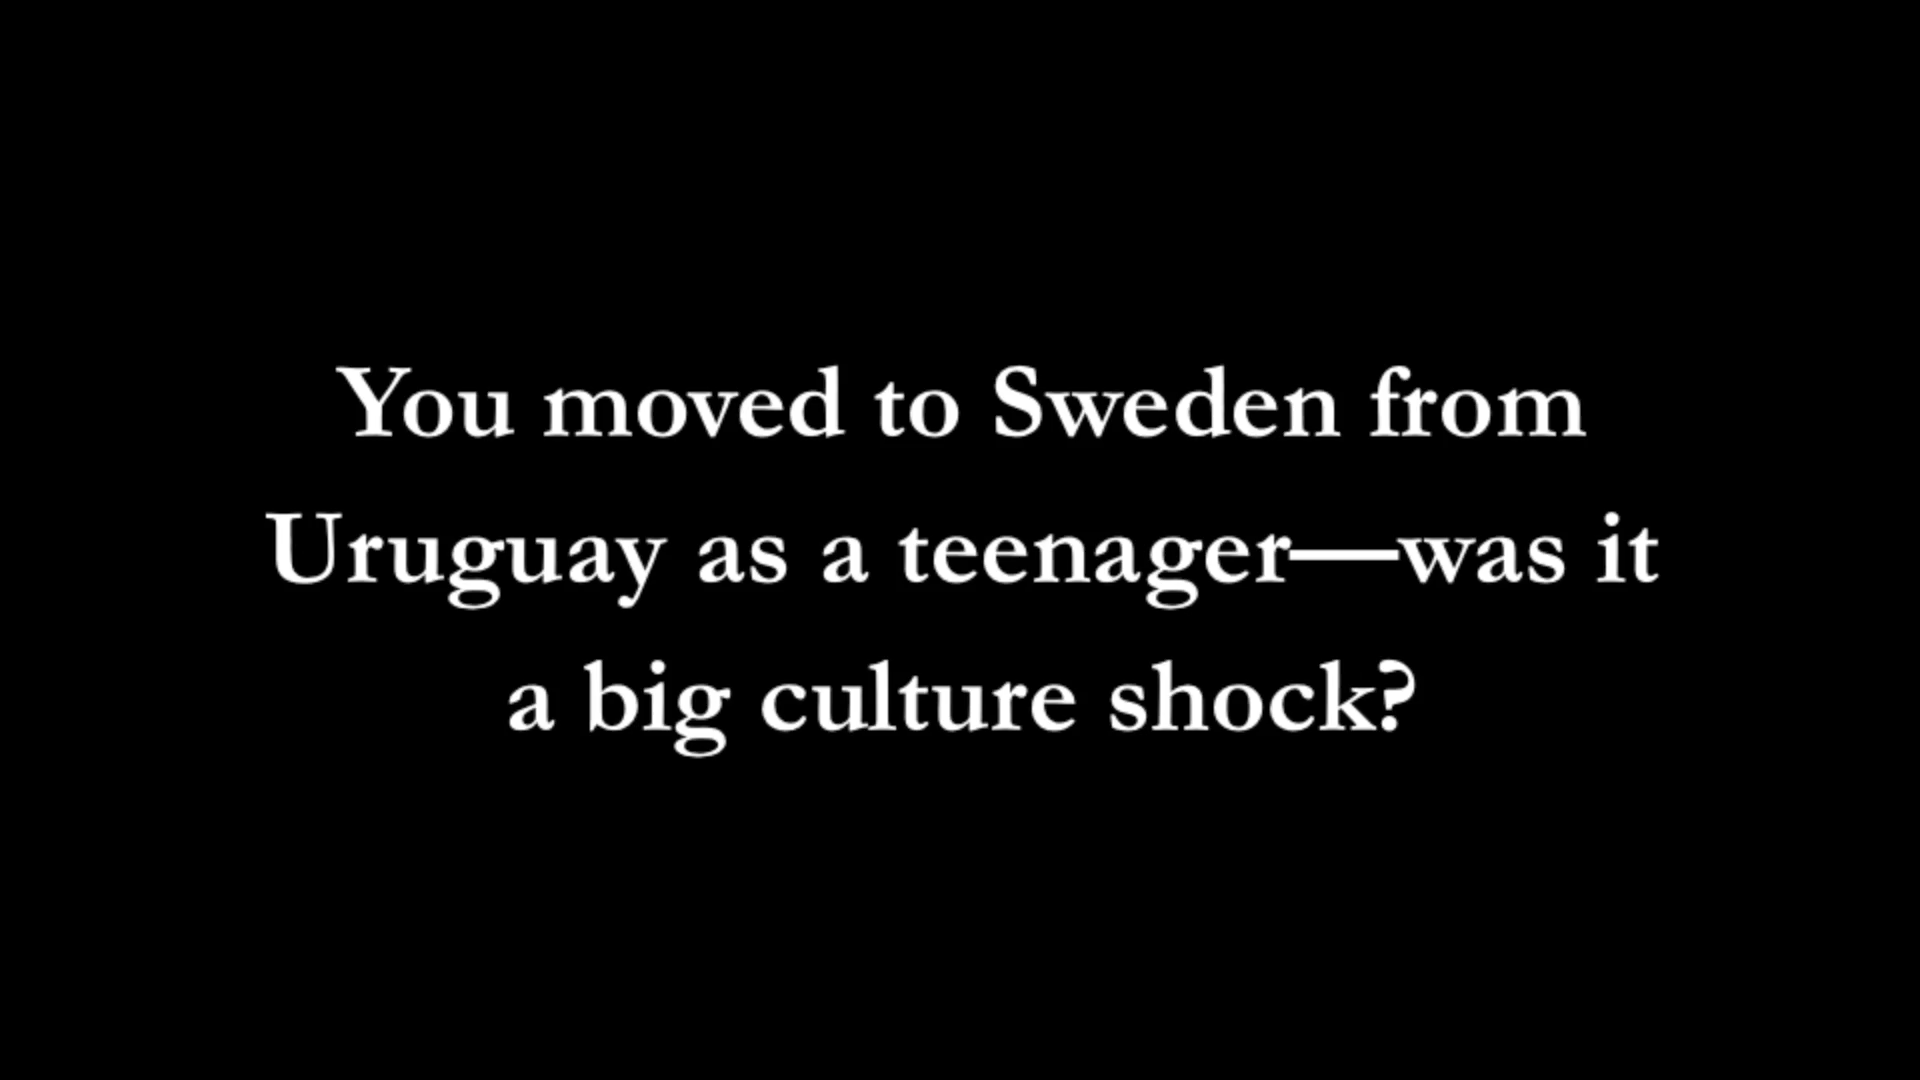 You moved to Sweden from
Uruguay as a teenager—was it
a big culture shock?